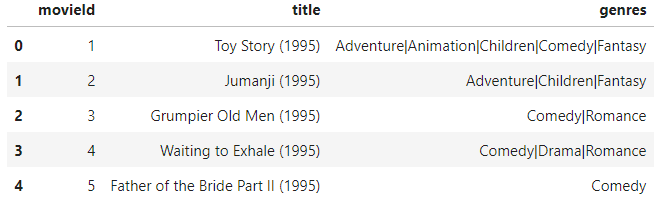 movieId title genres
0 1 Toy Story (1995) Adventure|Animation|Children|Comedy|Fantasy
1 2 Jumanji (1995) Adventure|Children|Fantasy
2 3 Grumpier Old Men (1995) Comedy|Romance
3 4 Waiting to Exhale (1995) Comedy|Drama|Romance
4 5 Father of the Bride Part II (1995) Comedy